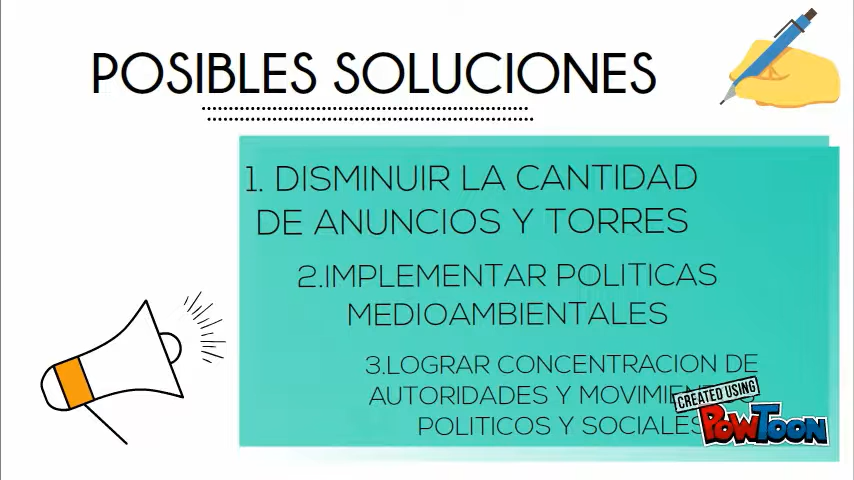 POSIBLES SOLUCIONES
1. DISMINUIR LA CANTIDAD
DE ANUNCIOS Y TORRES
2.IMPLEMENTAR POLITICAS
MEDIOAMBIENTALES
3.LOGRAR CONCENTRACION DE
AUTORIDADES Y
POLITICOS Y SOCIALES
CREATED USING
POWTOON